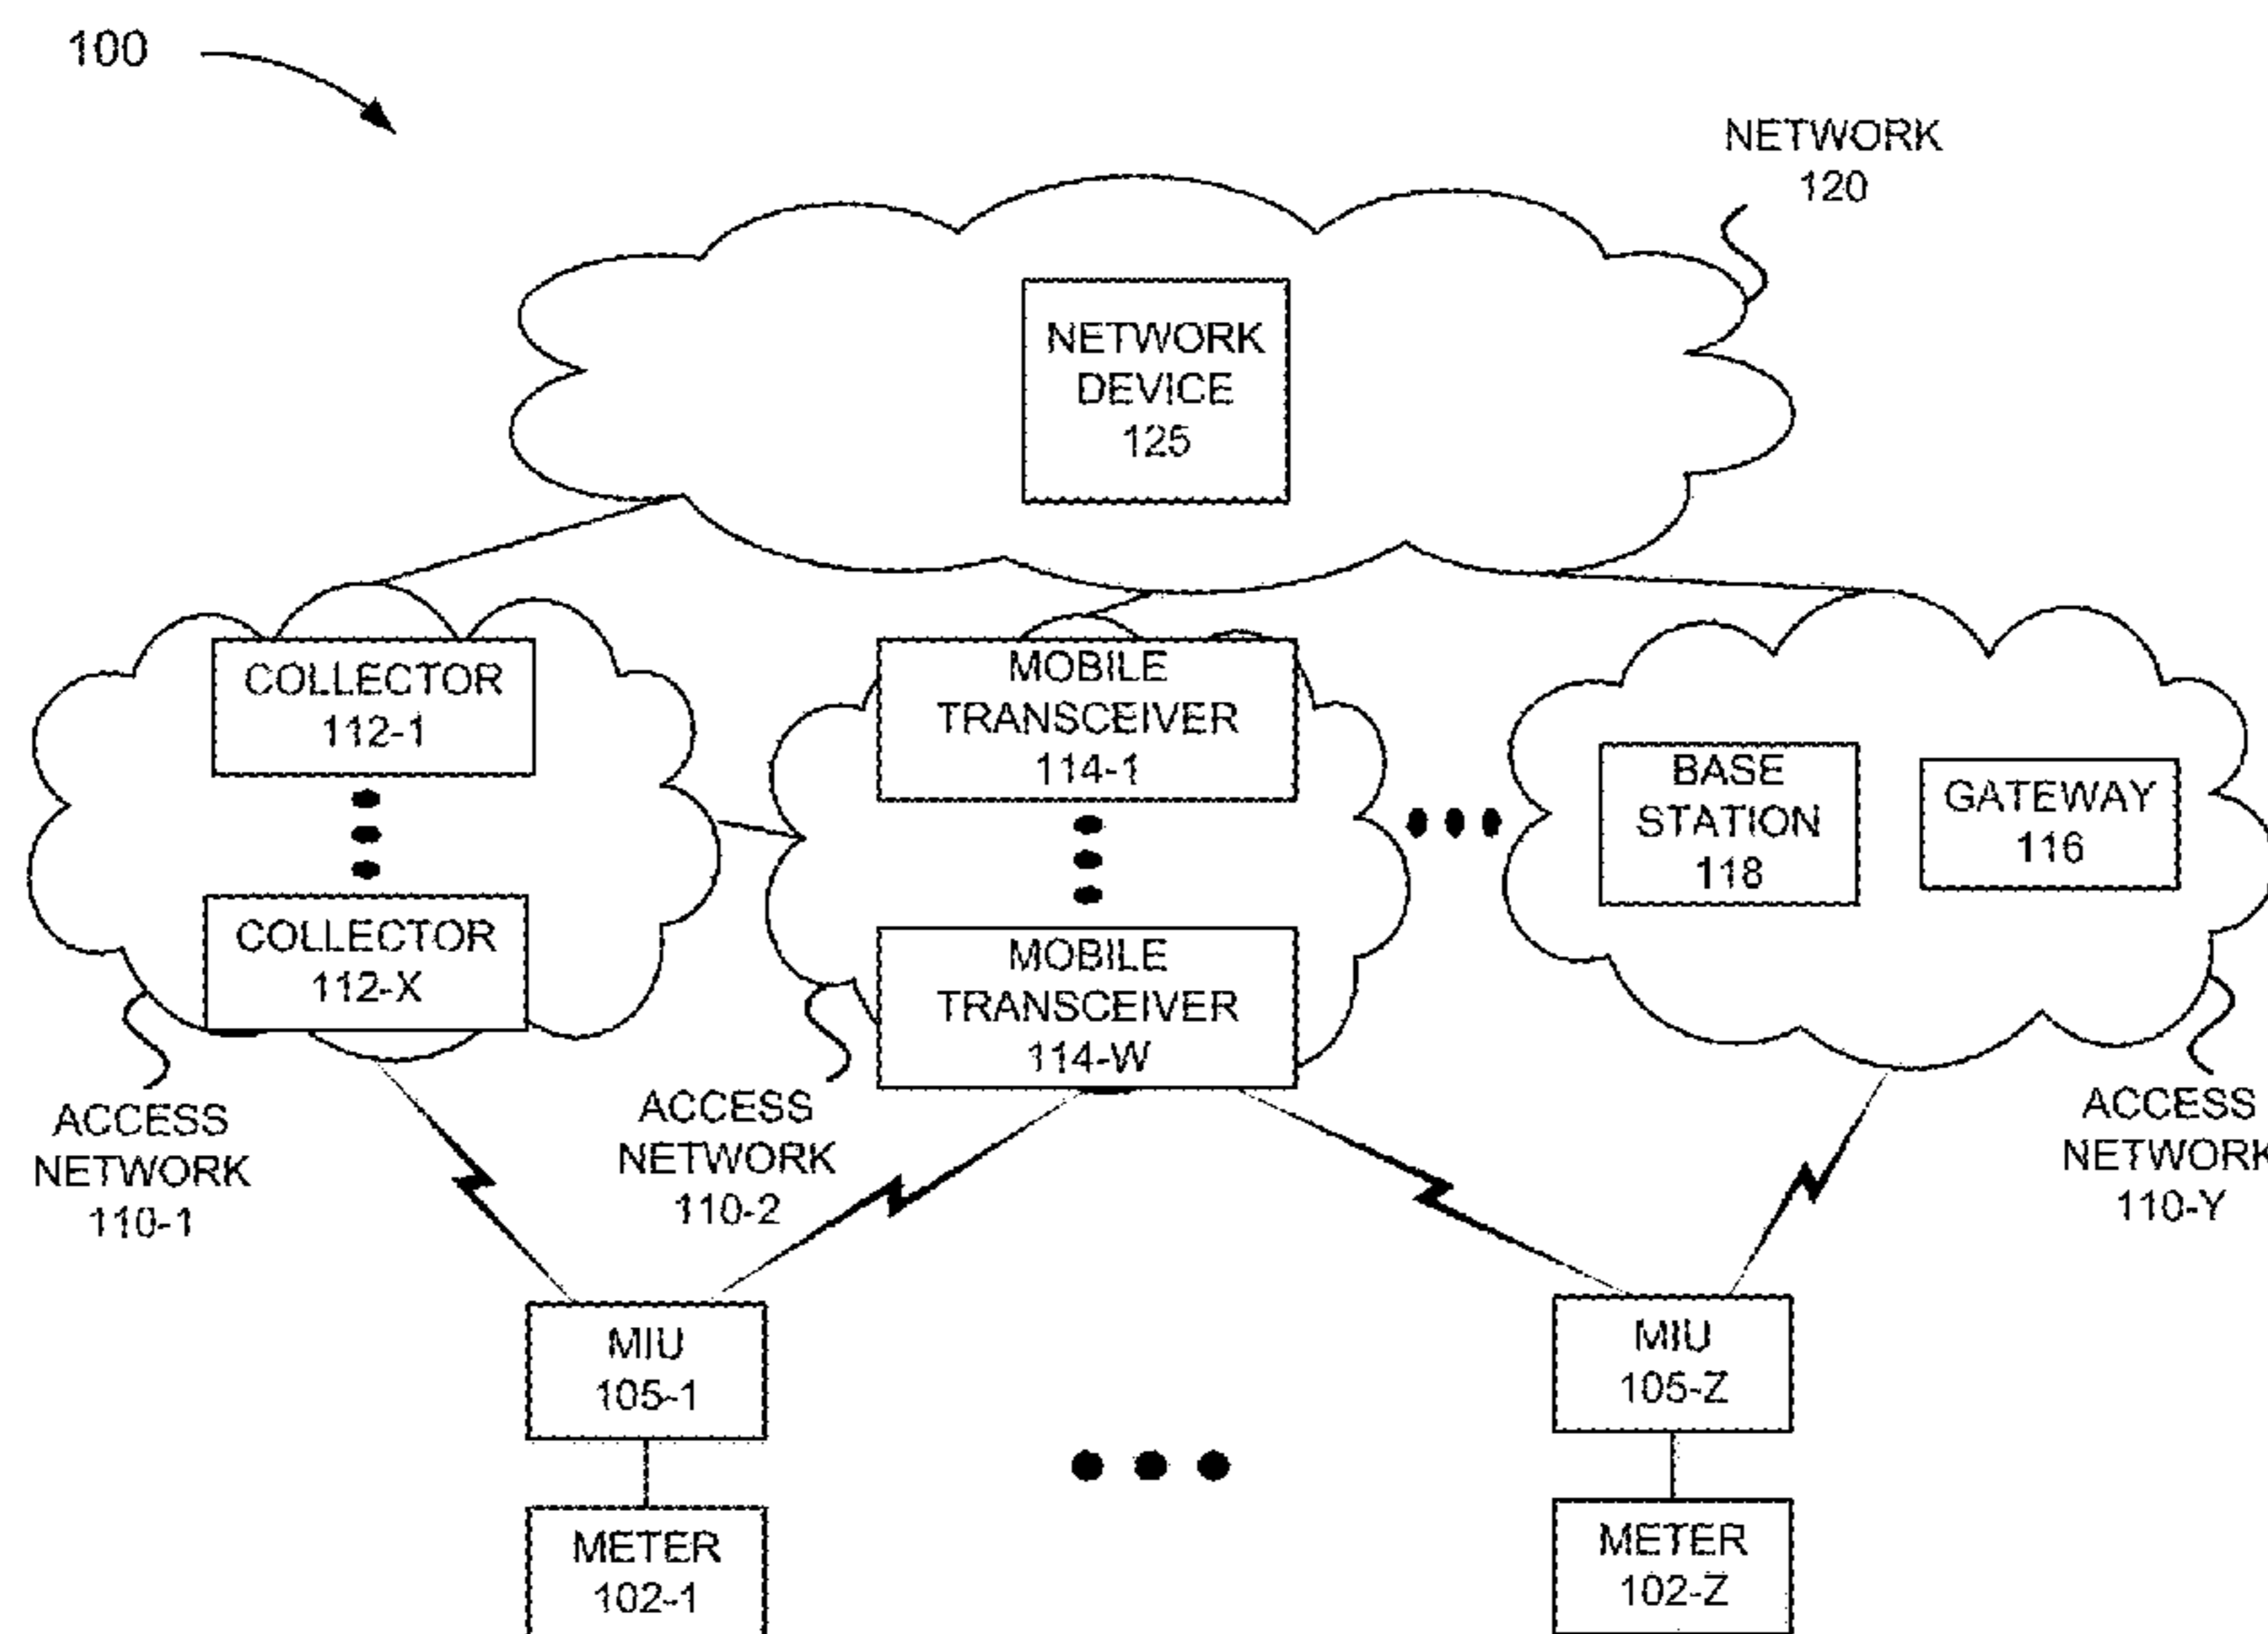 100
NETWORK
120
NETWORK
DEVICE
125
COLLECTOR
112-1
COLLECTOR
112-X
MOBILE
TRANSCEIVER
114-1
MOBILE
TRANSCEIVER
114-W
BASE
STATION
118
GATEWAY
116
ACCESS
NETWORK
110-1
ACCESS
NETWORK
110-2
ACCESS
NETWORK
110-Y
MIU
105-1
MIU
105-Z
METER
102-1
METER
102-Z